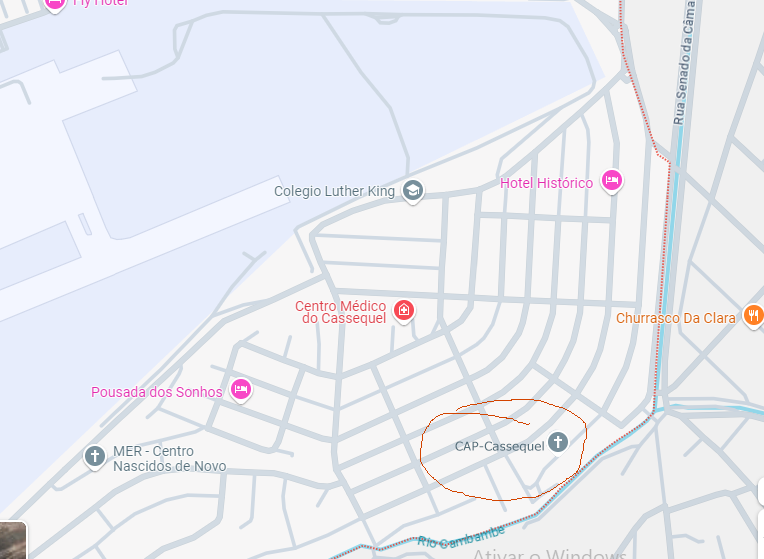 Fly Hotel
Rua Senado da Câma
Colegio Luther King
Hotel Histórico
Centro Médico
do Cassequel
Churrasco Da Clara
Pousada dos Sonhos
CAP-Cassequel
MER - Centro
Nascidos de Novo
Rio Cambambe
Ativar o Windows